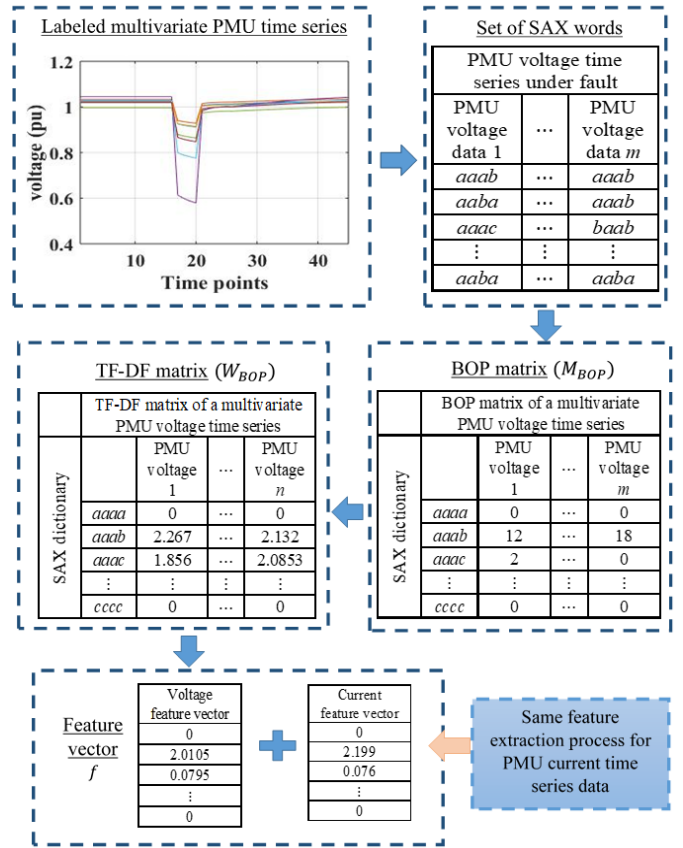 Labeled multivariate PMU time series
1.2
1
0.8
0.6
0.4
voltage (pu)
10
20
30
40
Time points
Set of SAX words
PMU voltage time
series under fault
PMU voltage data 1 ⋯ PMU voltage data m
aaab ⋯ aaab
aaba ⋯ aaab
aaac ⋯ baab
⋮ ⋮ ⋮
aaba ⋯ aaba
TF-DF matrix (W_BOP)
TF-DF matrix of a multivariate
PMU voltage time series
SAX dictionary
PMU voltage 1 ⋯ PMU voltage n
aaaa 0 ⋯ 0
aaab 2.267 ⋯ 2.132
aaac 1.856 ⋯ 2.0853
⋮ ⋮ ⋮ ⋮
cccc 0 ⋯ 0
BOP matrix (M_BOP)
BOP matrix of a multivariate
PMU voltage time series
SAX dictionary
PMU voltage 1 ⋯ PMU voltage m
aaaa 0 ⋯ 0
aaab 12 ⋯ 18
aaac 2 ⋯ 0
⋮ ⋮ ⋮ ⋮
cccc 0 ⋯ 0
Feature
vector
f
Voltage
feature vector
0
2.0105
0.0795
⋮
0
Current
feature vector
0
2.199
0.076
⋮
0
Same feature
extraction process for
PMU current time
series data